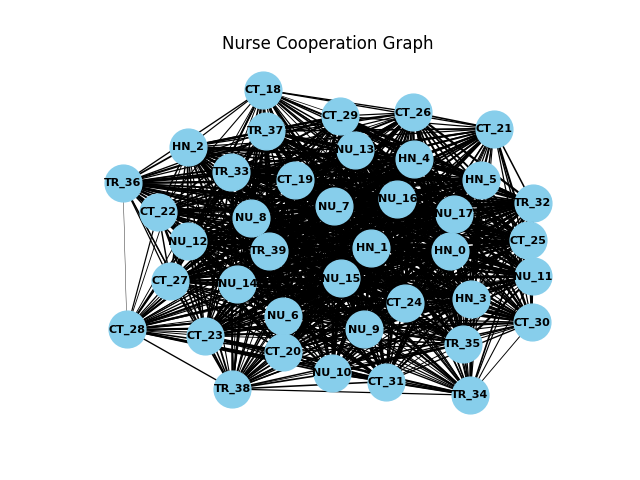 Nurse Cooperation Graph
CT_18
CT_29
CT_26
CT_21
TR_37
HN_2
NU_13
HN_4
TR_33
CT_19
HN_5
TR_36
NU_16
TR_32
NU_7
CT_22
NU_8
NU_17
NU_12
CT_25
TR_39
HN_1
HN_0
NU_11
CT_27
NU_14
NU_15
HN_3
CT_24
NU_6
CT_30
CT_28
NU_9
CT_23
TR_35
CT_20
NU_10
CT_31
TR_38
TR_34